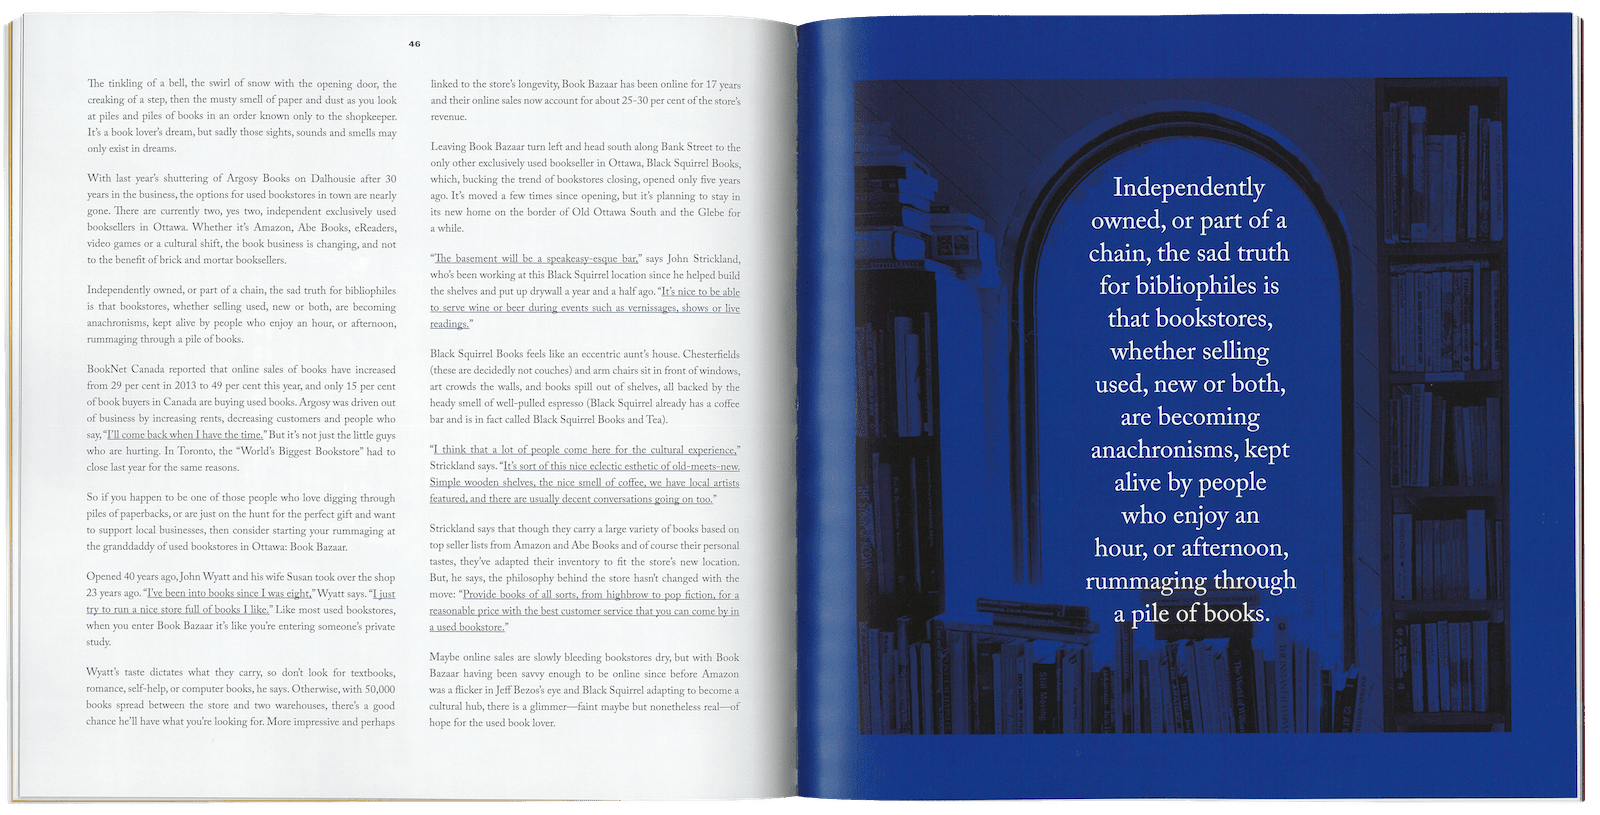 46
The tinkling of a bell, the swirl of snow with the opening door, the
creaking of a step, then the musty smell of paper and dust as you look
at piles and piles of books in an order known only to the shopkeeper.
It's a book lover's dream, but sadly those sights, sounds and smells may
only exist in dreams.
With last year's shuttering of Argosy Books on Dalhousie after 30
years in the business, the options for used bookstores in town are nearly
gone. There are currently two, yes two, independent exclusively used
booksellers in Ottawa. Whether it's Amazon, Abe Books, eReaders,
video games or a cultural shift, the book business is changing, and not
to the benefit of brick and mortar booksellers.
Independently owned, or part of a chain, the sad truth for bibliophiles
is that bookstores, whether selling used, new or both, are becoming
anachronisms, kept alive by people who enjoy an hour, or afternoon,
rummaging through a pile of books.
BookNet Canada reported that online sales of books have increased
from 29 per cent in 2013 to 49 per cent this year, and only 15 per cent
of book buyers in Canada are buying used books. Argosy was driven out
of business by increasing rents, decreasing customers and people who
say, “I'll come back when I have the time.” But it's not just the little guys
who are hurting. In Toronto, the “World's Biggest Bookstore” had to
close last year for the same reasons.
So if you happen to be one of those people who love digging through
piles of paperbacks, or are just on the hunt for the perfect gift and want
to support local businesses, then consider starting your rummaging at
the granddaddy of used bookstores in Ottawa: Book Bazaar.
Opened 40 years ago, John Wyatt and his wife Susan took over the shop
23 years ago. “I've been into books since I was eight,” Wyatt says. “I just
try to run a nice store full of books I like.” Like most used bookstores,
when you enter Book Bazaar it's like you're entering someone's private
study.
Wyatt's taste dictates what they carry, so don't look for textbooks,
romance, self-help, or computer books, he says. Otherwise, with 50,000
books spread between the store and two warehouses, there's a good
chance he'll have what you're looking for. More impressive and perhaps
linked to the store's longevity, Book Bazaar has been online for 17 years
and their online sales now account for about 25-30 per cent of the store's
revenue.
Leaving Book Bazaar turn left and head south along Bank Street to the
only other exclusively used bookseller in Ottawa, Black Squirrel Books,
which, bucking the trend of bookstores closing, opened only five years
ago. It's moved a few times since opening, but it's planning to stay in
its new home on the border of Old Ottawa South and the Glebe for
a while.
“The basement will be a speakeasy-esque bar,” says John Strickland,
who's been working at this Black Squirrel location since he helped build
the shelves and put up drywall a year and a half ago. “It's nice to be able
to serve wine or beer during events such as vernissages, shows or live
readings.”
Black Squirrel Books feels like an eccentric aunt's house. Chesterfields
(these are decidedly not couches) and arm chairs sit in front of windows,
art crowds the walls, and books spill out of shelves, all backed by the
heady smell of well-pulled espresso (Black Squirrel already has a coffee
bar and is in fact called Black Squirrel Books and Tea).
“I think that a lot of people come here for the cultural experience,”
Strickland says. “It's sort of this nice eclectic esthetic of old-meets-new.
Simple wooden shelves, the nice smell of coffee, we have local artists
featured, and there are usually decent conversations going on too.”
Strickland says that though they carry a large variety of books based on
top seller lists from Amazon and Abe Books and of course their personal
tastes, they've adapted their inventory to fit the store's new location.
But, he says, the philosophy behind the store hasn't changed with the
move: “Provide books of all sorts, from highbrow to pop fiction, for a
reasonable price with the best customer service that you can come by in
a used bookstore.”
Maybe online sales are slowly bleeding bookstores dry, but with Book
Bazaar having been savvy enough to be online since before Amazon
was a flicker in Jeff Bezos's eye and Black Squirrel adapting to become a
cultural hub, there is a glimmer—faint maybe but nonetheless real—of
hope for the used book lover.
Independently
owned, or part of a
chain, the sad truth
for bibliophiles is
that bookstores,
whether selling
used, new or both,
are becoming
anachronisms, kept
alive by people
who enjoy an
hour, or afternoon,
rummaging through
a pile of books.